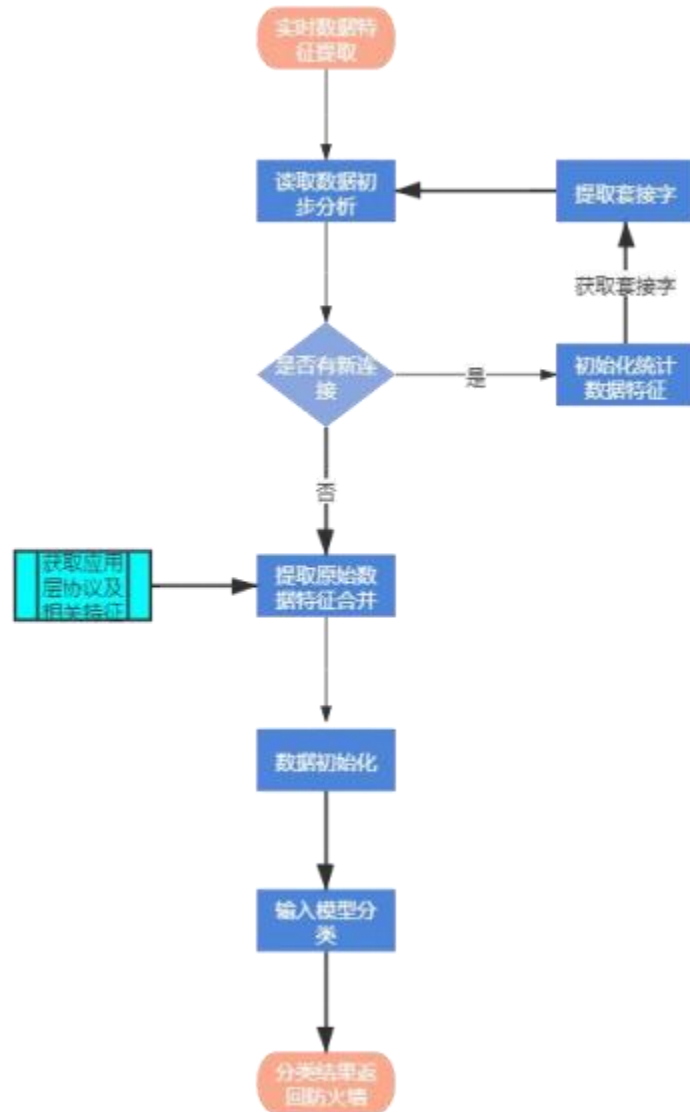 实时数据特
征提取
读取数据初
步分析
提取套接字
获取套接字
是否有新连
接
是
初始化统计
数据特征
否
获取应用
层协议及
相关特征
提取原始数
据特征合并
数据初始化
输入模型分
类
分类结果返
回防火墙